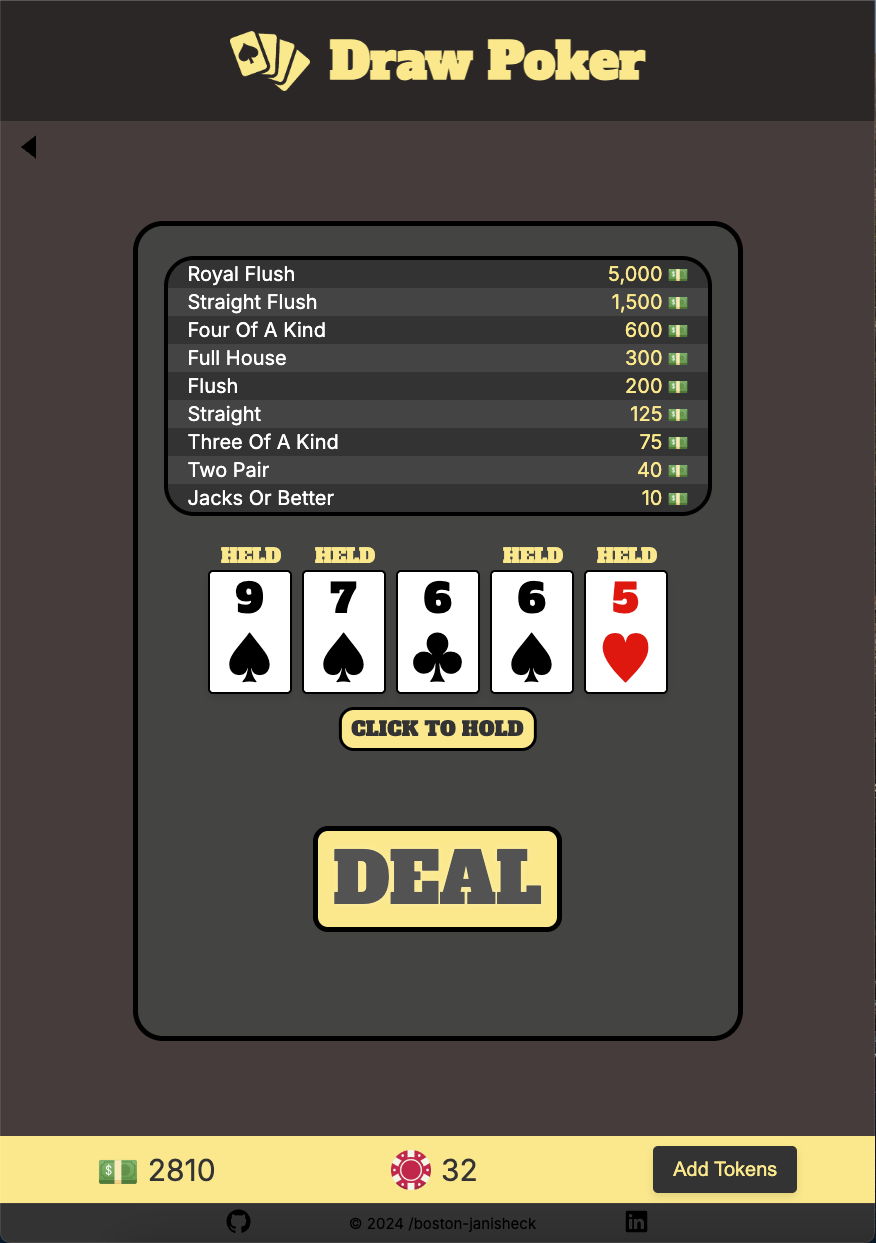 Draw Poker
Royal Flush 5,000
Straight Flush 1,500
Four Of A Kind 600
Full House 300
Flush 200
Straight 125
Three Of A Kind 75
Two Pair 40
Jacks Or Better 10
HELD HELD HELD HELD
9 7 6 6 5
CLICK TO HOLD
DEAL
2810 32 Add Tokens
© 2024 /boston-janisheck